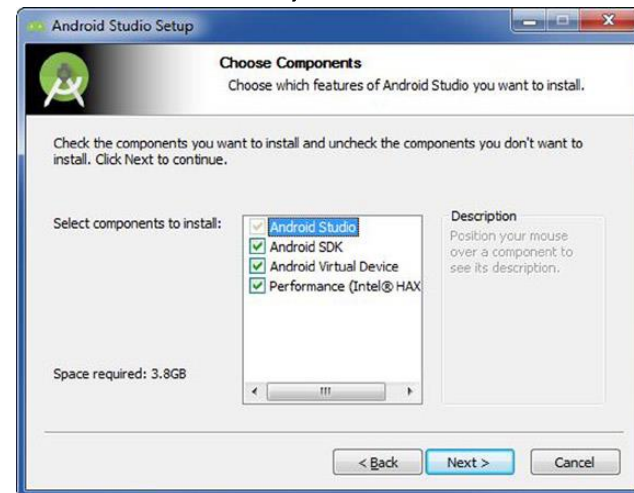 Android Studio Setup
Choose Components
Choose which features of Android Studio you want to install.
Check the components you want to install and uncheck the components you don't want to
install. Click Next to continue.
Select components to install:
Android Studio
Android SDK
Android Virtual Device
Performance (Intel® HAX
Description
Position your mouse
over a component to
see its description.
Space required: 3.8GB
< Back
Next >
Cancel